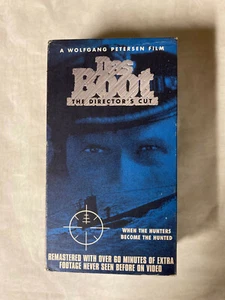 A WOLFGANG PETERSEN FILM
Das
Boot
THE DIRECTOR'S CUT
WHEN THE HUNTERS
BECOME THE HUNTED
REMASTERED WITH OVER 60 MINUTES OF EXTRA
FOOTAGE NEVER SEEN BEFORE ON VIDEO